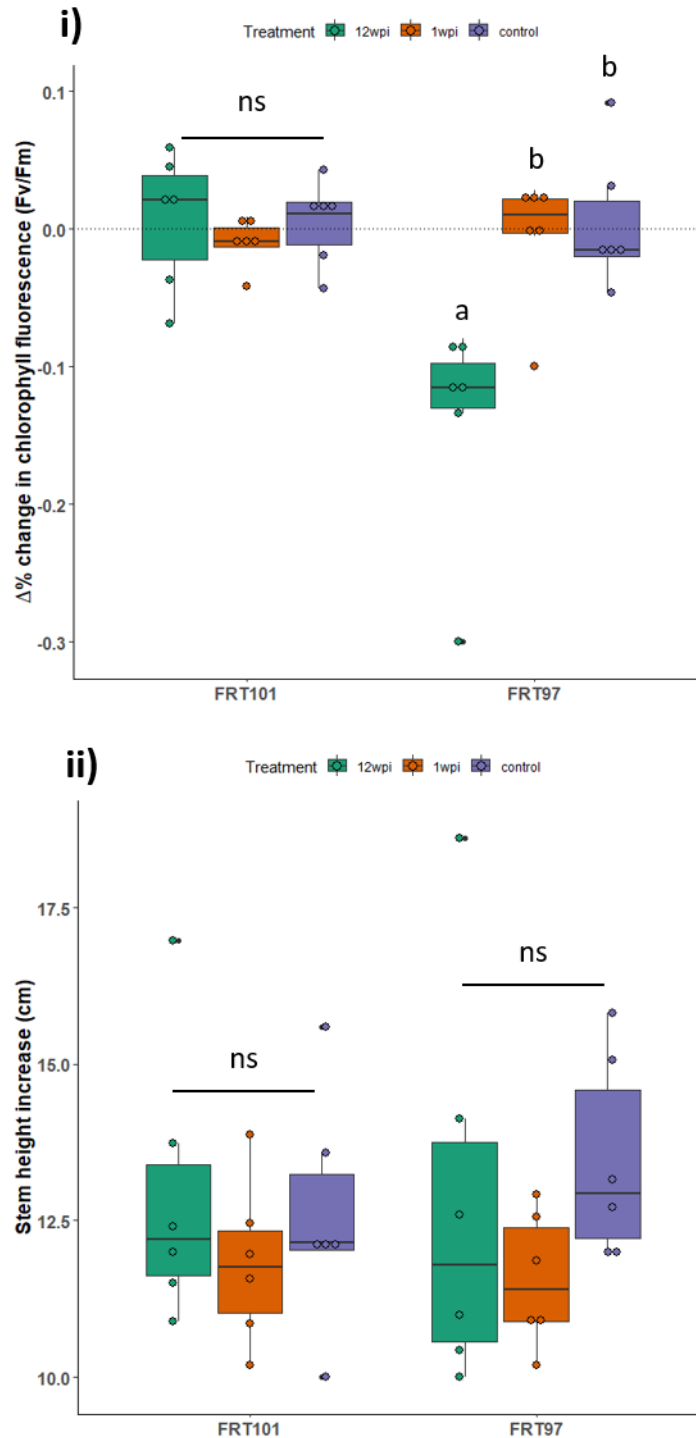 i)
Treatment 12wpi 1wpi control
b
0.1
ns
b
0.0
a
-0.1
-0.2
-0.3
Δ% change in chlorophyll fluorescence (Fv/Fm)
FRT101 FRT97
ii)
Treatment 12wpi 1wpi control
17.5
ns
15.0
ns
12.5
10.0
Stem height increase (cm)
FRT101 FRT97